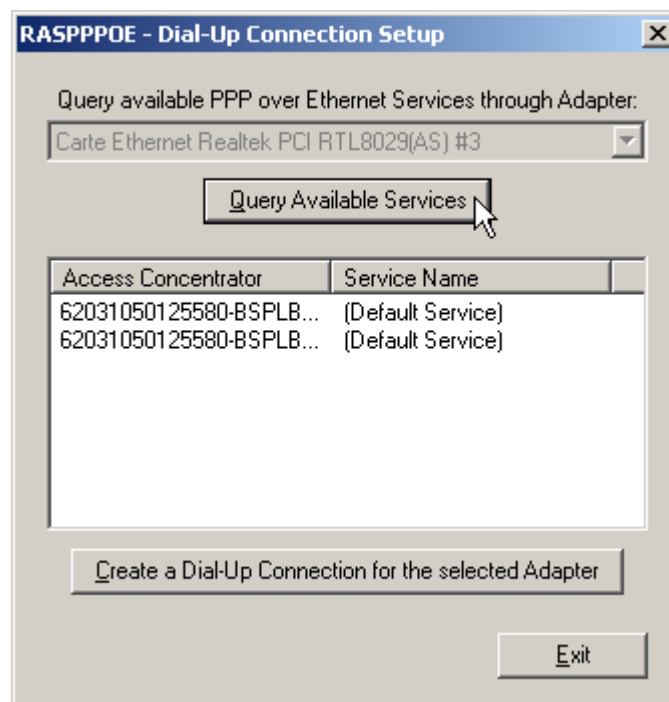 RASPPPOE - Dial-Up Connection Setup
Query available PPP over Ethernet Services through Adapter:
Carte Ethernet Realtek PCI RTL8029(AS) #3
Query Available Services
Access Concentrator Service Name
62031050125580-BSPLB... (Default Service)
62031050125580-BSPLB... (Default Service)
Create a Dial-Up Connection for the selected Adapter
Exit